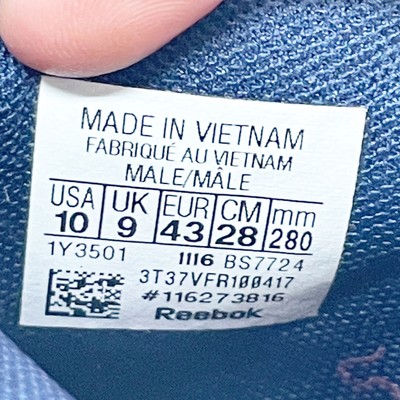 MADE IN VIETNAM
FABRIQUÉ AU VIETNAM
MALE/MÂLE
USA UK EUR CM mm
10 9 43 28 280
1Y3501 1116 BS7724
3T37VFR100417
#116273816
Reebok